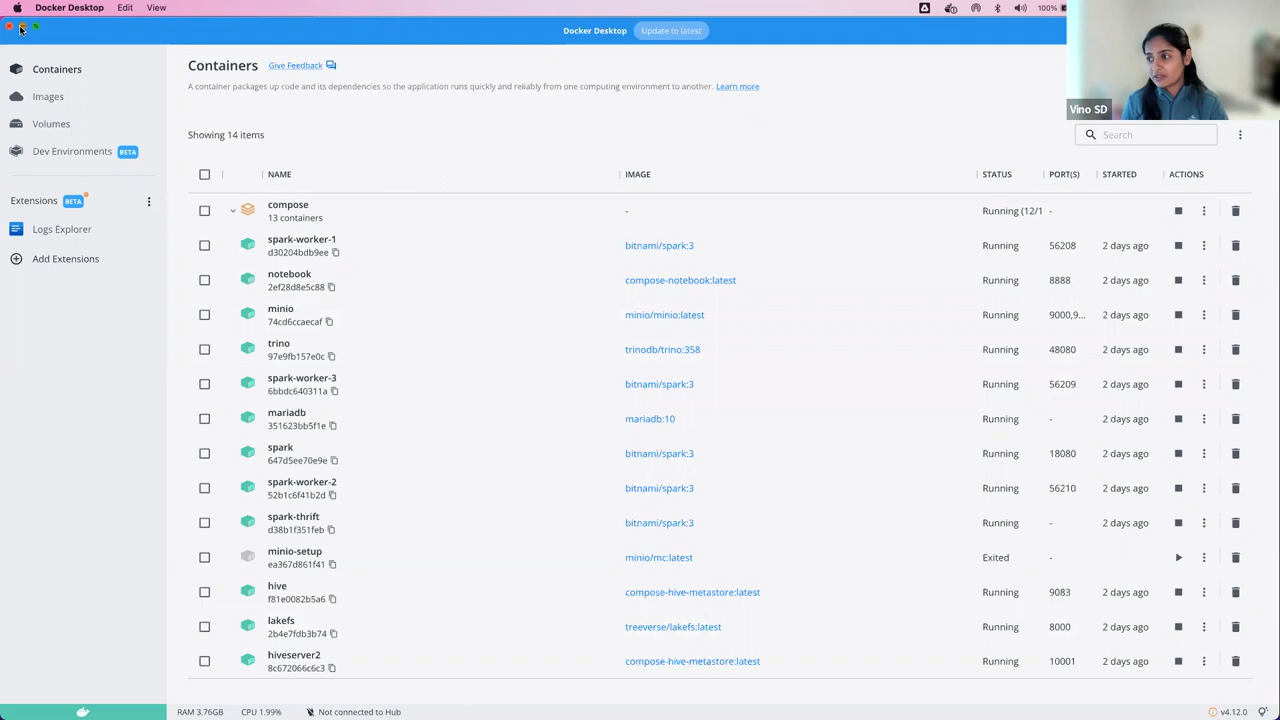 Docker Desktop Edit View 100%
Docker Desktop Update to latest
Containers
Images
Volumes
Dev Environments BETA
Extensions BETA
Logs Explorer
Add Extensions
Containers Give Feedback
A container packages up code and its dependencies so the application runs quickly and reliably from one computing environment to another. Learn more
Vino SD
Showing 14 items
Search
NAME IMAGE STATUS PORT(S) STARTED ACTIONS
compose
13 containers - Running (12/1 -
spark-worker-1
d30204bdb9ee bitnami/spark:3 Running 56208 2 days ago
notebook
2ef28d8e5c88 compose-notebook:latest Running 8888 2 days ago
minio
74cd6ccaecaf minio/minio:latest Running 9000,9... 2 days ago
trino
97e9fb157e0c trinodb/trino:358 Running 48080 2 days ago
spark-worker-3
6bbdc640311a bitnami/spark:3 Running 56209 2 days ago
mariadb
351623bb5f1e mariadb:10 Running - 2 days ago
spark
647d5ee70e9e bitnami/spark:3 Running 18080 2 days ago
spark-worker-2
52b1c6f41b2d bitnami/spark:3 Running 56210 2 days ago
spark-thrift
d38b1f351feb bitnami/spark:3 Running - 2 days ago
minio-setup
ea367d861f41 minio/mc:latest Exited -
hive
f81e0082b5a6 compose-hive-metastore:latest Running 9083 2 days ago
lakefs
2b4e7fdb3b74 treeverse/lakefs:latest Running 8000 2 days ago
hiveserver2
8c672066c6c3 compose-hive-metastore:latest Running 10001 2 days ago
RAM 3.76GB CPU 1.99% Not connected to Hub v4.12.0